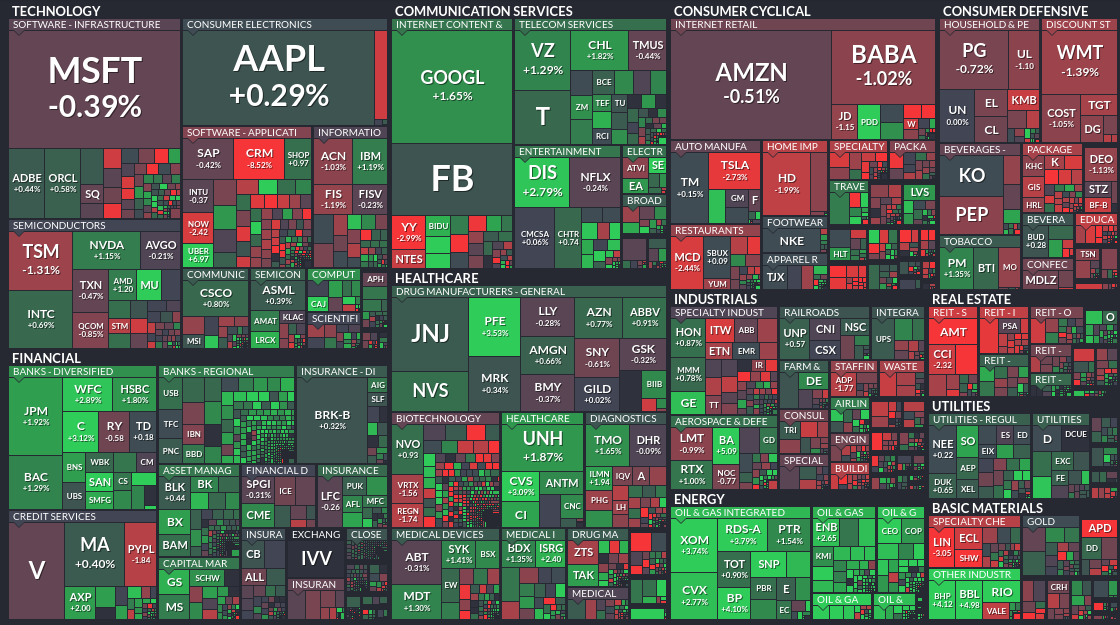 TECHNOLOGY
SOFTWARE - INFRASTRUCTURE
MSFT
-0.39%
ADBE
+0.44%
ORCL
+0.58%
SQ
CONSUMER ELECTRONICS
AAPL
+0.29%
SOFTWARE - APPLICATI
SAP
-0.42%
CRM
-8.52%
SHOP
+0.97
INTU
-0.37
NOW
-2.42
UBER
+6.97
INFORMATIO
ACN
-1.03%
IBM
+1.19%
FIS
-1.19%
FISV
-0.23%
SEMICONDUCTORS
TSM
-1.31%
NVDA
+1.15%
AVGO
-0.21%
TXN
-0.47%
AMD
+1.20
MU
INTC
+0.69%
QCOM
-0.85%
STM
COMMUNIC
CSCO
+0.80%
MSI
SEMICON
ASML
+0.39%
AMAT
KLAC
LRCX
COMPUT
CAJ
APH
SCIENTIFI
COMMUNICATION SERVICES
INTERNET CONTENT &
GOOGL
+1.65%
FB
YY
-2.99%
BIDU
NTES
TELECOM SERVICES
VZ
+1.29%
CHL
+1.82%
TMUS
-0.44%
T
BCE
ZM
TEF
TU
RCI
ENTERTAINMENT
DIS
+2.79%
NFLX
-0.24%
CMCSA
+0.06%
CHTR
+0.74
ELECTR
ATVI
SE
EA
BROAD
CONSUMER CYCLICAL
INTERNET RETAIL
AMZN
-0.51%
BABA
-1.02%
JD
-1.15
PDD
W
AUTO MANUFA
TM
+0.15%
TSLA
-2.73%
GM
F
HOME IMP
HD
-1.99%
SPECIALTY
PACKA
TRAVE
LVS
RESTAURANTS
MCD
-2.44%
SBUX
+0.09
YUM
FOOTWEAR
NKE
APPAREL R
TJX
HLT
CONSUMER DEFENSIVE
HOUSEHOLD & PE
PG
-0.72%
UL
-1.10
UN
0.00%
EL
KMB
CL
DISCOUNT ST
WMT
-1.39%
COST
-1.05%
TGT
DG
BEVERAGES -
KO
PEP
PACKAGE
KHC
K
GIS
HRL
DEO
-1.13%
STZ
BF-B
TOBACCO
PM
+1.35%
BTI
MO
BEVERA
BUD
+0.28
EDUCA
TSN
CONFEC
MDLZ
HEALTHCARE
DRUG MANUFACTURERS - GENERAL
JNJ
PFE
+3.53%
LLY
-0.28%
AZN
+0.77%
ABBV
+0.91%
NVS
MRK
+0.34
AMGN
+0.66%
SNY
-0.61%
GSK
-0.32%
BMY
-0.37%
GILD
+0.02%
BIIB
BIOTECHNOLOGY
NVO
+0.93
VRTX
-1.56
REGN
-1.74
HEALTHCARE
UNH
+1.87%
CVS
+3.09%
ANTM
CI
CNC
DIAGNOSTICS
TMO
+1.65%
DHR
-0.09%
ILMN
+1.94
IQV
A
PHG
LH
MEDICAL DEVICES
ABT
-0.31%
SYK
+1.41%
BSX
MDT
+1.30%
EW
MEDICAL I
BDX
+1.35%
ISRG
+2.40
DRUG MA
ZTS
TAK
MEDICAL
FINANCIAL
BANKS - DIVERSIFIED
JPM
+1.92%
WFC
+2.89%
HSBC
+1.80%
C
+3.12%
RY
-0.58
TD
+0.18
BAC
+1.29%
BNS
WBK
CM
SAN
CS
UBS
SMFG
BANKS - REGIONAL
USB
TFC
IBN
PNC
BBD
INSURANCE - DI
BRK-B
+0.32%
AIG
SLF
ASSET MANAG
BLK
+0.44
BK
BX
BAM
FINANCIAL D
SPGI
-0.31%
ICE
CME
INSURANCE
LFC
-0.26
PUK
AFL
MFC
CREDIT SERVICES
V
MA
+0.40%
PYPL
-1.84
AXP
+2.00
CAPITAL MAR
GS
SCHW
MS
INSURA
CB
ALL
EXCHANG
IVV
INSURAN
CLOSE
INDUSTRIALS
SPECIALTY INDUST
HON
+0.87%
ITW
ABB
ETN
EMR
MMM
+0.78%
IR
GE
TT
RAILROADS
UNP
+0.57
CNI
NSC
CSX
INTEGRA
UPS
FARM &
DE
STAFFIN
ADP
-1.77
WASTE
AIRLIN
CONSUL
TRI
AEROSPACE & DEFE
LMT
-0.99%
BA
+5.09
GD
RTX
+1.00%
NOC
-0.77
ENGIN
SPECIAL
BUILDI
REAL ESTATE
REIT - S
AMT
CCI
-2.32
REIT - I
PSA
REIT -
REIT - O
O
REIT -
REIT -
UTILITIES
UTILITIES - REGUL
NEE
+0.22
SO
ES
ED
EIX
AEP
DUK
+0.65
XEL
UTILITIES
D
DCUE
EXC
FE
ENERGY
OIL & GAS INTEGRATED
XOM
+3.74%
RDS-A
+3.79%
PTR
+1.54%
TOT
+0.90%
SNP
CVX
+2.77%
BP
+4.10%
PBR
E
EC
OIL & GAS
ENB
+2.65
KMI
OIL & G
CEO
COP
OIL & GA
OIL &
BASIC MATERIALS
SPECIALTY CHE
LIN
-3.05
ECL
SHW
GOLD
APD
DD
OTHER INDUSTR
BHP
+4.12
BBL
+4.98
RIO
VALE
CRH